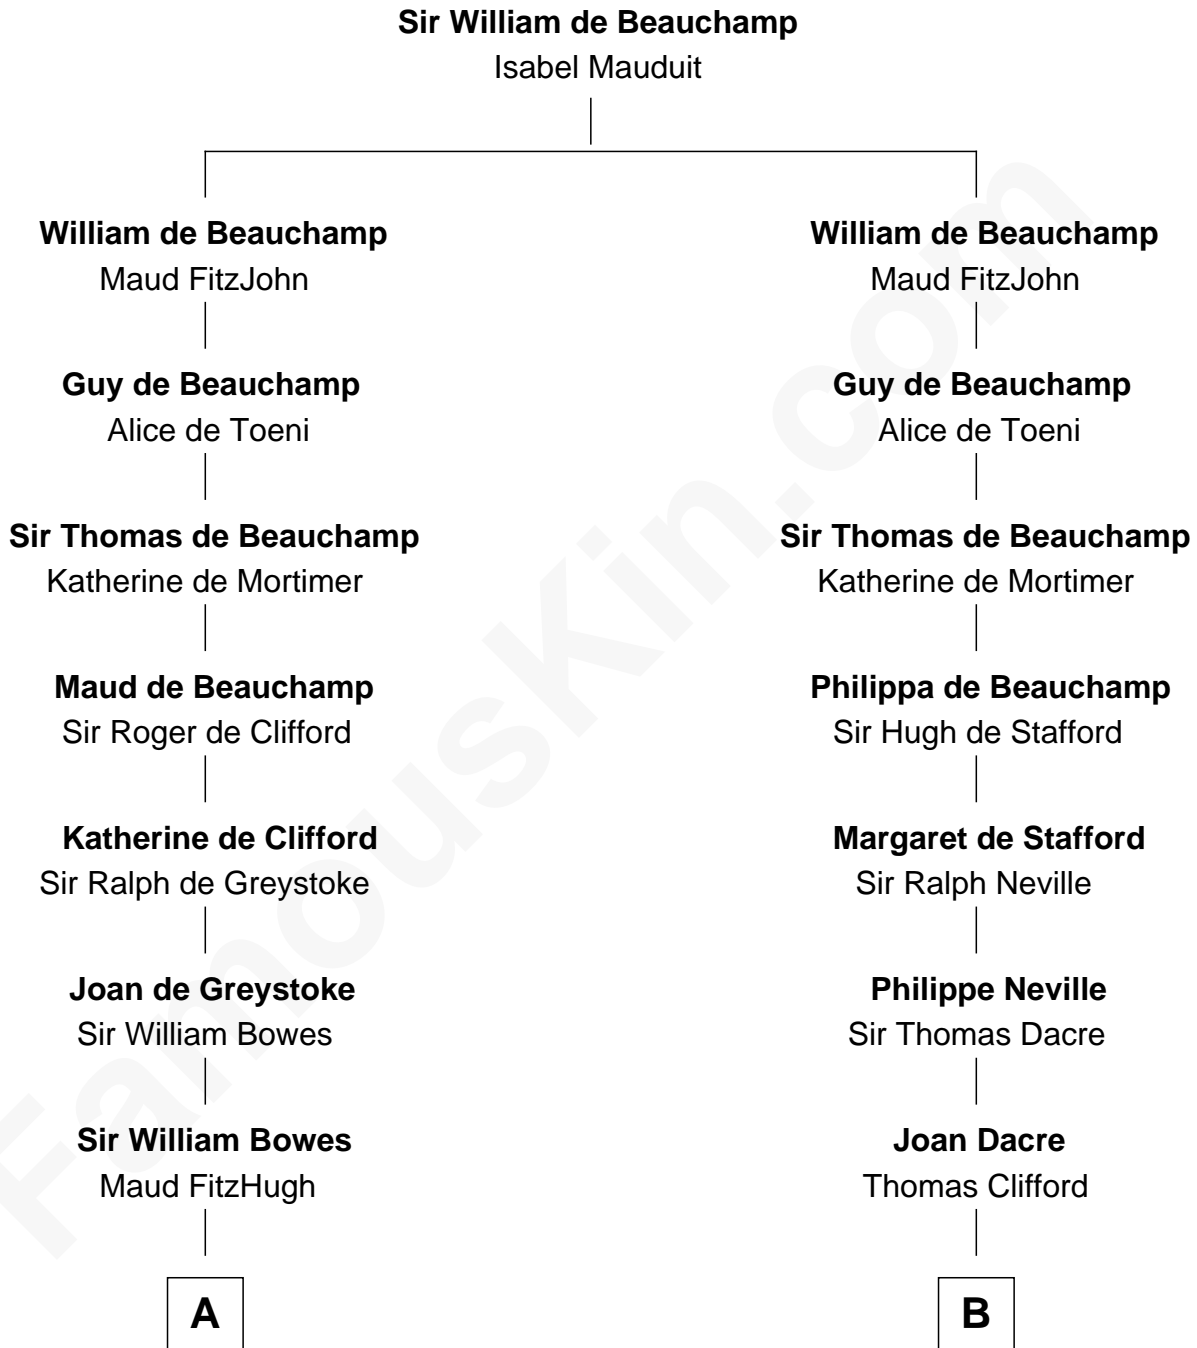 Sir William de Beauchamp
Isabel Mauduit
William de Beauchamp
Maud FitzJohn
William de Beauchamp
Maud FitzJohn
Guy de Beauchamp
Alice de Toeni
Guy de Beauchamp
Alice de Toeni
Sir Thomas de Beauchamp
Katherine de Mortimer
Sir Thomas de Beauchamp
Katherine de Mortimer
Maud de Beauchamp
Sir Roger de Clifford
Philippa de Beauchamp
Sir Hugh de Stafford
Katherine de Clifford
Sir Ralph de Greystoke
Margaret de Stafford
Sir Ralph Neville
Joan de Greystoke
Sir William Bowes
Philippe Neville
Sir Thomas Dacre
Sir William Bowes
Maud FitzHugh
Joan Dacre
Thomas Clifford
A
B
FamousKin.com